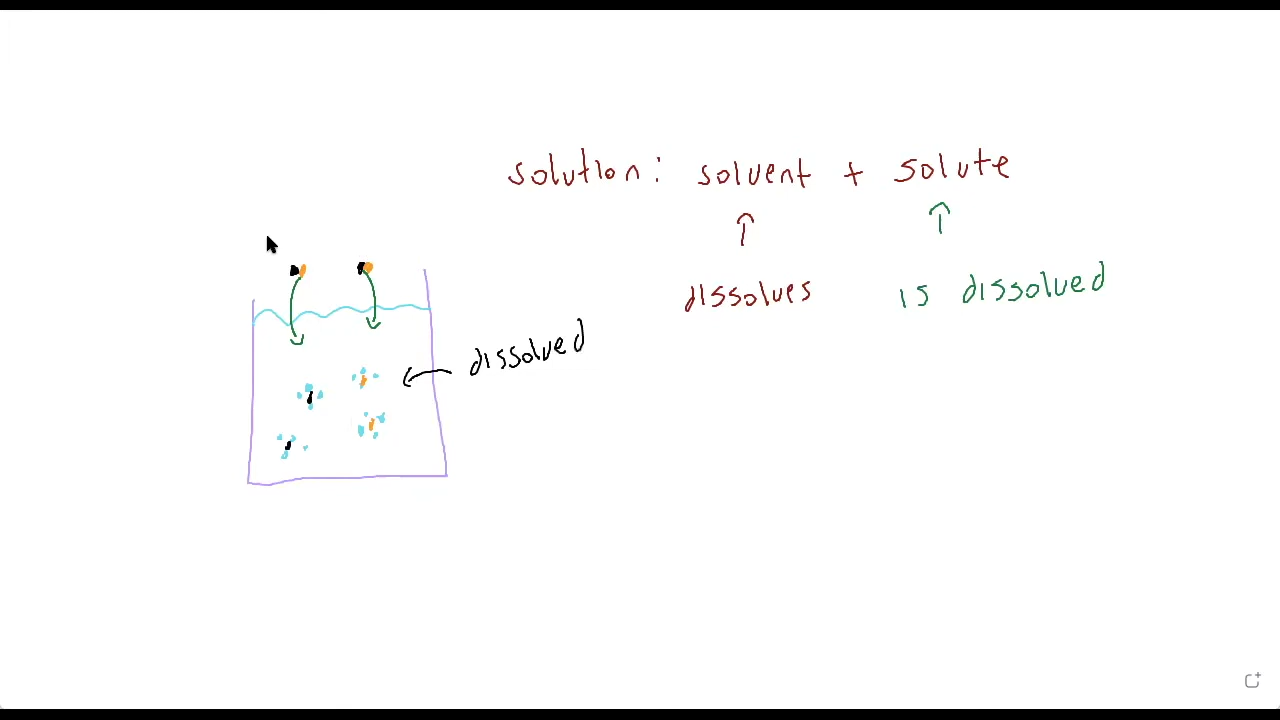 solution: solvent + solute
↑ ↑
dissolves is dissolved
← dissolved